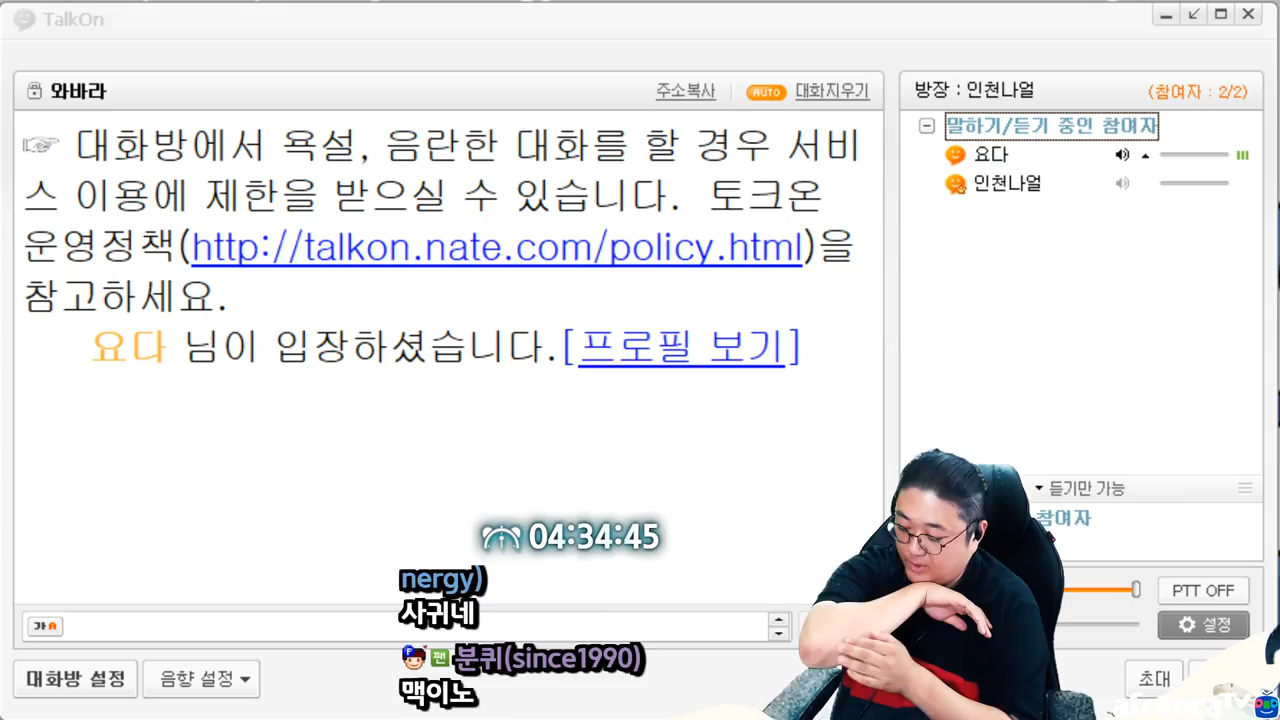 TalkOn
와바라
주소복사
AUTO
대화지우기
☞ 대화방에서 욕설, 음란한 대화를 할 경우 서비
스 이용에 제한을 받으실 수 있습니다. 토크온
운영정책(http://talkon.nate.com/policy.html)을
참고하세요.
요다 님이 입장하셨습니다.[프로필 보기]
방장 : 인천나얼
(참여자 : 2/2)
말하기/듣기 중인 참여자
요다
인천나얼
듣기만 가능
참여자
04:34:45
nergy)
사귀네
팬 분퀴(since1990)
맥이노
가A
PTT OFF
설정
대화방 설정
음향 설정
초대
afreecaTV